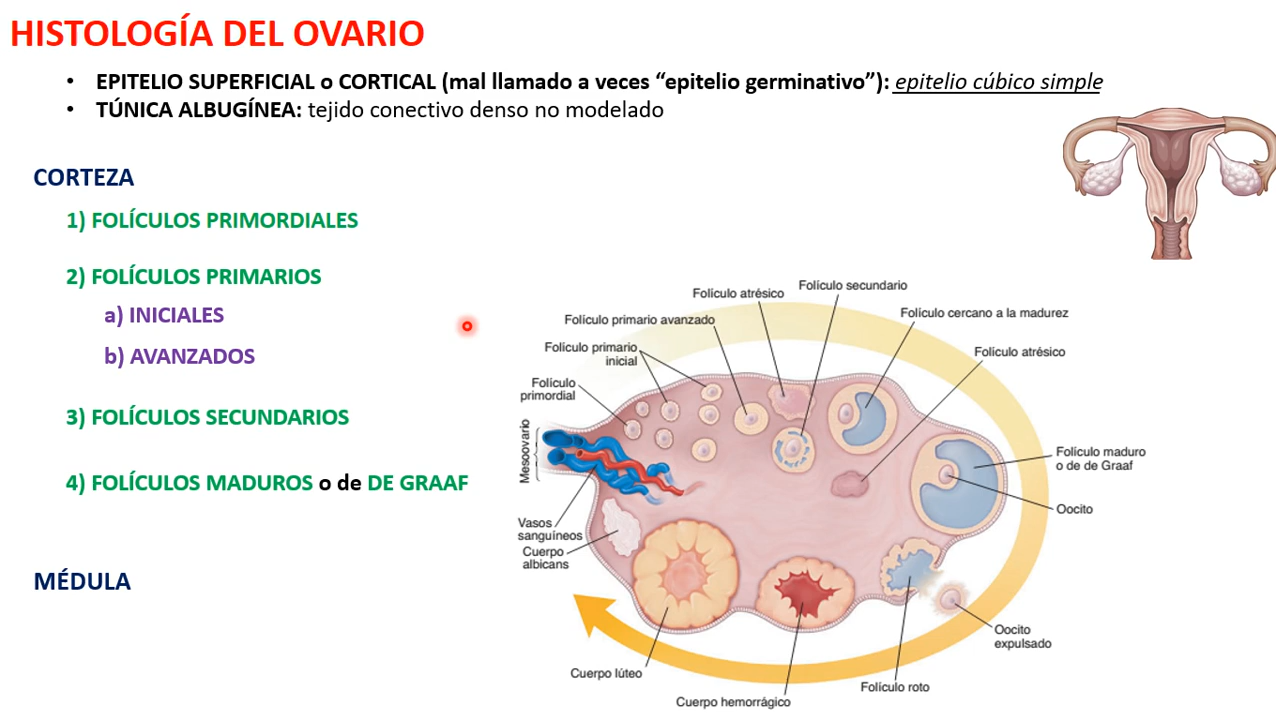 HISTOLOGÍA DEL OVARIO
• EPITELIO SUPERFICIAL o CORTICAL (mal llamado a veces “epitelio germinativo”): epitelio cúbico simple
• TÚNICA ALBUGÍNEA: tejido conectivo denso no modelado
CORTEZA
1) FOLÍCULOS PRIMORDIALES
2) FOLÍCULOS PRIMARIOS
a) INICIALES
b) AVANZADOS
3) FOLÍCULOS SECUNDARIOS
4) FOLÍCULOS MADUROS o de DE GRAAF
MÉDULA
Folículo secundario
Folículo atrésico
Folículo cercano a la madurez
Folículo primario avanzado
Folículo primario
inicial
Folículo atrésico
Folículo
primordial
Mesoovario
Folículo maduro
o de de Graaf
Oocito
Vasos
sanguíneos
Cuerpo
albicans
Oocito
expulsado
Cuerpo lúteo
Folículo roto
Cuerpo hemorrágico